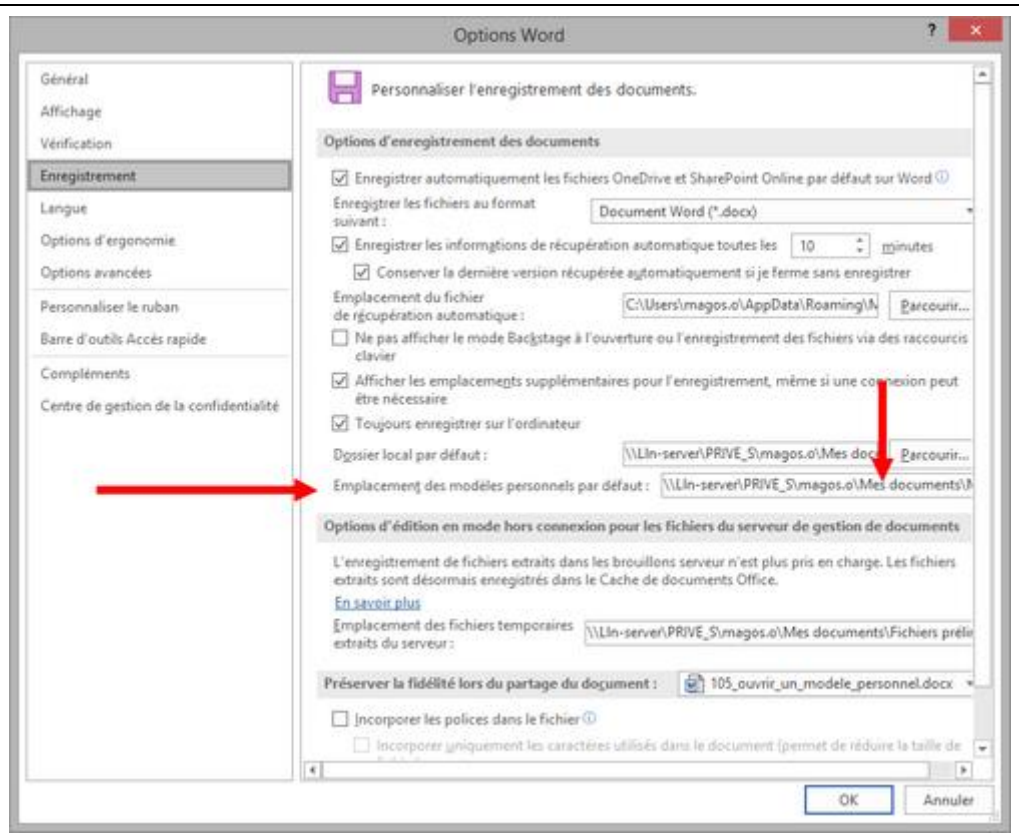 Options Word
?
Général
Affichage
Vérification
Enregistrement
Langue
Options d'ergonomie
Options avancées
Personnaliser le ruban
Barre d'outils Accès rapide
Compléments
Centre de gestion de la confidentialité
Personnaliser l'enregistrement des documents.
Options d'enregistrement des documents
Enregistrer automatiquement les fichiers OneDrive et SharePoint Online par défaut sur Word
Enregistrer les fichiers au format
suivant :
Document Word (*.docx)
Enregistrer les informgtions de récupération automatique toutes les 10 minutes
Conserver la dernière version récupérée automatiquement si je ferme sans enregistrer
Emplacement du fichier
de récupération automatique :
C:\Users\magos.o\AppData\Roaming\M Parcourir...
Ne pas afficher le mode Backstage à l'ouverture ou l'enregistrement des fichiers via des raccourcis
clavier
Afficher les emplacements supplémentaires pour l'enregistrement, même si une connexion peut
être nécessaire
Toujours enregistrer sur l'ordinateur
Dossier local par défaut : \\Lln-server\PRIVE_S\magos.o\Mes doc Parcourir...
Emplacement des modèles personnels par défaut : \\Lln-server\PRIVE_S\magos.o\Mes documents\M
Options d'édition en mode hors connexion pour les fichiers du serveur de gestion de documents
L'enregistrement de fichiers extraits dans les brouillons serveur n'est plus pris en charge. Les fichiers
extraits sont désormais enregistrés dans le Cache de documents Office.
En savoir plus
Emplacement des fichiers temporaires
extraits du serveur :
\\Lln-server\PRIVE_S\magos.o\Mes documents\Fichiers prélin
Préserver la fidélité lors du partage du document : 105_ouvrir_un_modele_personnel.docx
Incorporer les polices dans le fichier
Incorporer uniquement les caractères utilisés dans le document (permet de réduire la taille de
OK Annuler